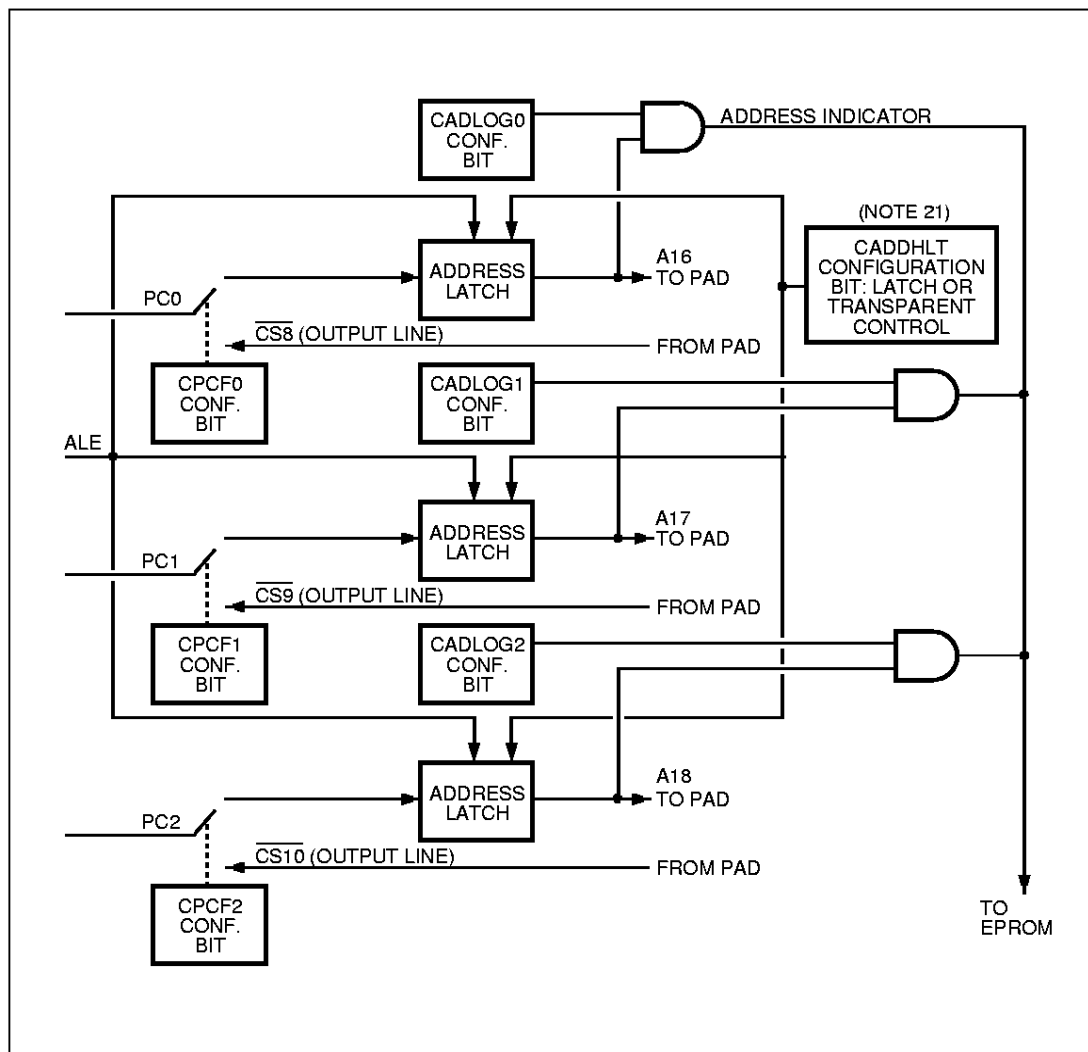 CADLOG0
CONF.
BIT
ADDRESS INDICATOR
(NOTE 21)
CADDHLT
CONFIGURATION
BIT: LATCH OR
TRANSPARENT
CONTROL
ADDRESS
LATCH
A16
TO PAD
PC0
CS8 (OUTPUT LINE)
FROM PAD
CPCF0
CONF.
BIT
CADLOG1
CONF.
BIT
ALE
ADDRESS
LATCH
A17
TO PAD
PC1
CS9 (OUTPUT LINE)
FROM PAD
CPCF1
CONF.
BIT
CADLOG2
CONF.
BIT
ADDRESS
LATCH
A18
TO PAD
PC2
CS10 (OUTPUT LINE)
FROM PAD
CPCF2
CONF.
BIT
TO
EPROM